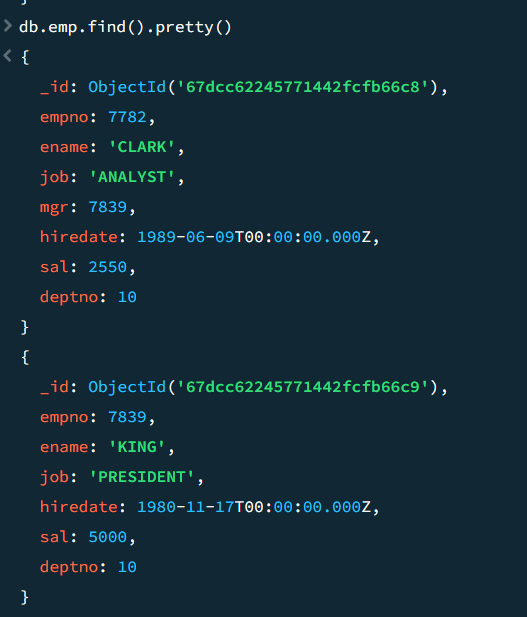 }
> db.emp.find().pretty()
< {
_id: ObjectId('67dcc62245771442fcfb66c8'),
empno: 7782,
ename: 'CLARK',
job: 'ANALYST',
mgr: 7839,
hiredate: 1989-06-09T00:00:00.000Z,
sal: 2550,
deptno: 10
}
{
_id: ObjectId('67dcc62245771442fcfb66c9'),
empno: 7839,
ename: 'KING',
job: 'PRESIDENT',
hiredate: 1980-11-17T00:00:00.000Z,
sal: 5000,
deptno: 10
}